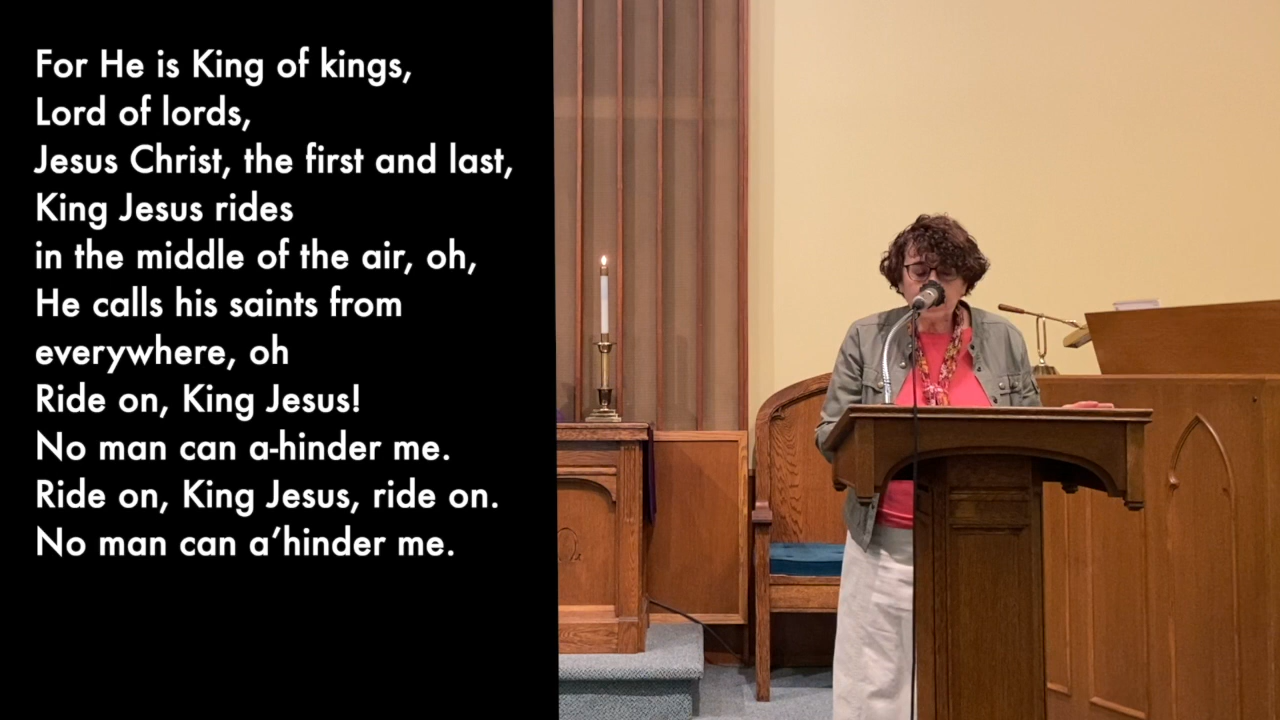 For He is King of kings,
Lord of lords,
Jesus Christ, the first and last,
King Jesus rides
in the middle of the air, oh,
He calls his saints from
everywhere, oh
Ride on, King Jesus!
No man can a-hinder me.
Ride on, King Jesus, ride on.
No man can a’hinder me.